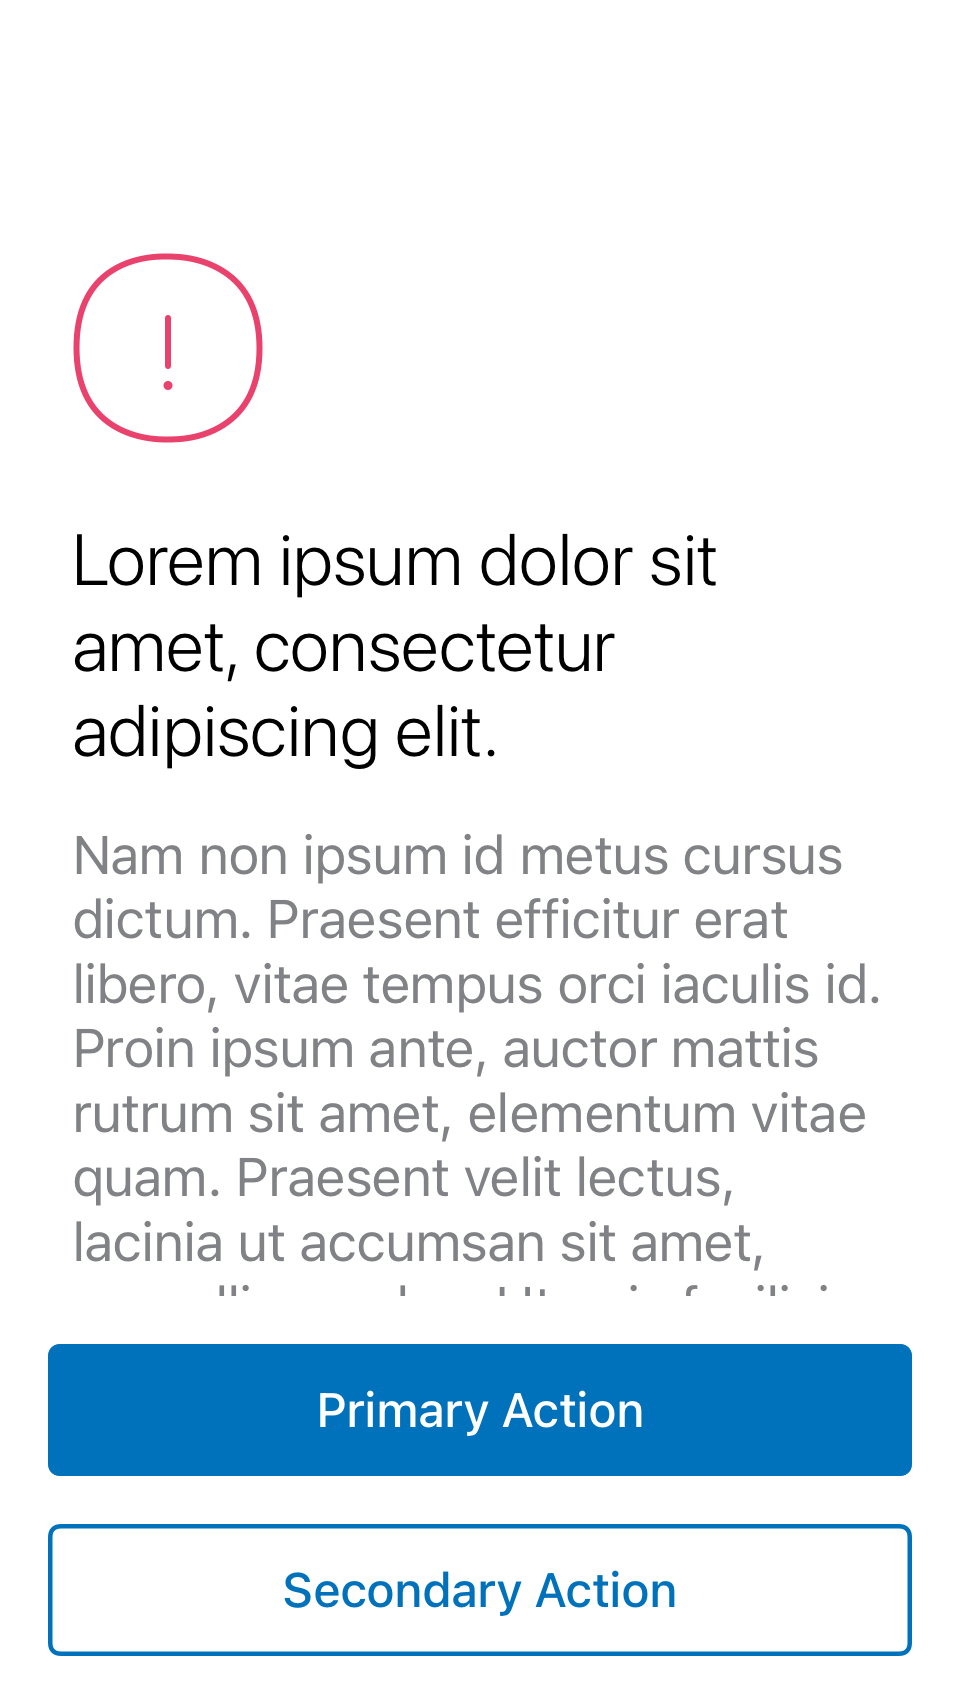 Lorem ipsum dolor sit
amet, consectetur
adipiscing elit.
Nam non ipsum id metus cursus
dictum. Praesent efficitur erat
libero, vitae tempus orci iaculis id.
Proin ipsum ante, auctor mattis
rutrum sit amet, elementum vitae
quam. Praesent velit lectus,
lacinia ut accumsan sit amet,
Primary Action
Secondary Action